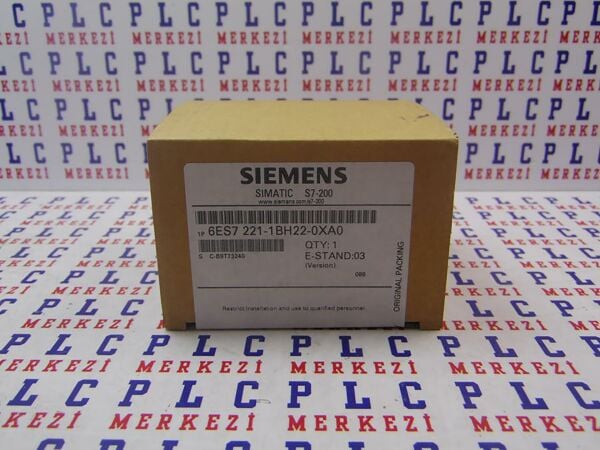 SIEMENS
SIMATIC S7-200
www.siemens.com/s7-200
1P 6ES7 221-1BH22-0XA0
QTY: 1
S C-B9T73240
E-STAND:03
(Version)
088
ORIGINAL PACKING
Restrict installation and use to qualified personnel
PLC MERKEZİ